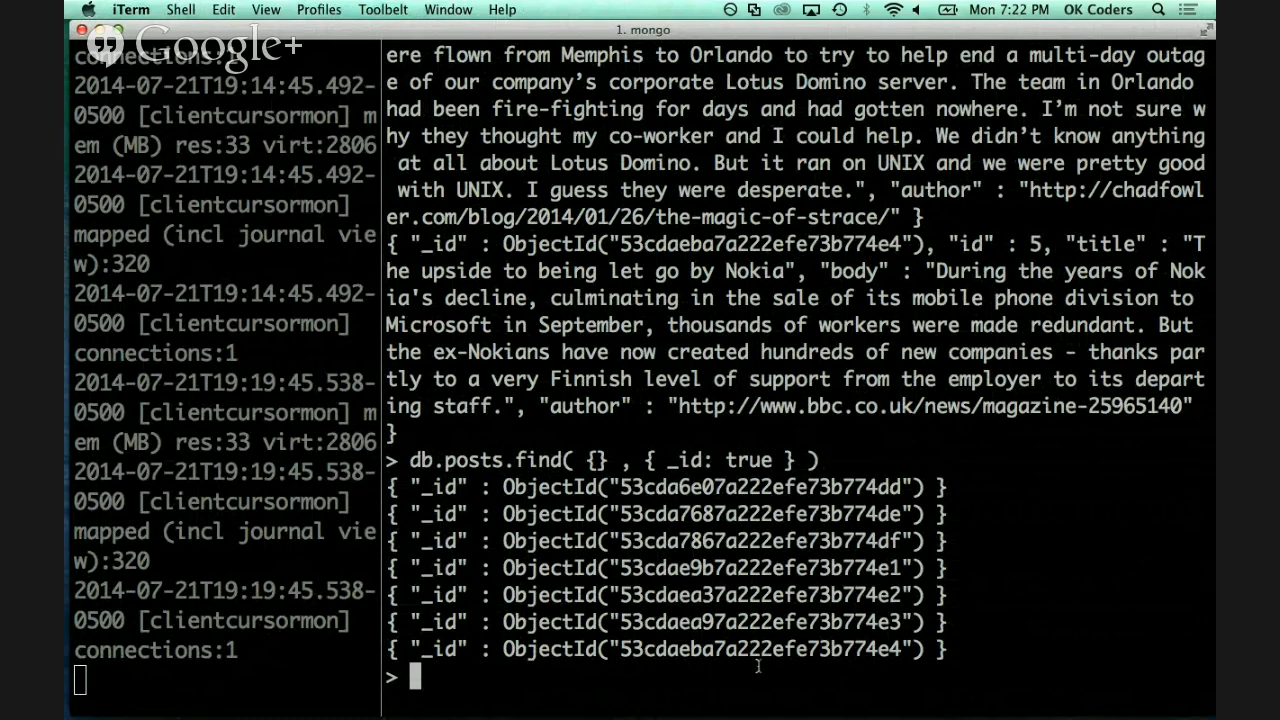 iTerm Shell Edit View Profiles Toolbelt Window Help Mon 7:22 PM OK Coders
1. mongo
Google+
connections:1
2014-07-21T19:14:45.492-
0500 [clientcursormon] m
em (MB) res:33 virt:2806
2014-07-21T19:14:45.492-
0500 [clientcursormon]
mapped (incl journal vie
w):320
2014-07-21T19:14:45.492-
0500 [clientcursormon]
connections:1
2014-07-21T19:19:45.538-
0500 [clientcursormon] m
em (MB) res:33 virt:2806
2014-07-21T19:19:45.538-
0500 [clientcursormon]
mapped (incl journal vie
w):320
2014-07-21T19:19:45.538-
0500 [clientcursormon]
connections:1
ere flown from Memphis to Orlando to try to help end a multi-day outag
e of our company’s corporate Lotus Domino server. The team in Orlando
had been fire-fighting for days and had gotten nowhere. I’m not sure w
hy they thought my co-worker and I could help. We didn’t know anything
at all about Lotus Domino. But it ran on UNIX and we were pretty good
with UNIX. I guess they were desperate.", "author" : "http://chadfowl
er.com/blog/2014/01/26/the-magic-of-strace/" }
{ "_id" : ObjectId("53cdaeba7a222efe73b774e4"), "id" : 5, "title" : "T
he upside to being let go by Nokia", "body" : "During the years of Nok
ia's decline, culminating in the sale of its mobile phone division to
Microsoft in September, thousands of workers were made redundant. But
the ex-Nokians have now created hundreds of new companies - thanks par
tly to a very Finnish level of support from the employer to its depart
ing staff.", "author" : "http://www.bbc.co.uk/news/magazine-25965140"
}
> db.posts.find( {} , { _id: true } )
{ "_id" : ObjectId("53cda6e07a222efe73b774dd") }
{ "_id" : ObjectId("53cda7687a222efe73b774de") }
{ "_id" : ObjectId("53cda7867a222efe73b774df") }
{ "_id" : ObjectId("53cdae9b7a222efe73b774e1") }
{ "_id" : ObjectId("53cdaea37a222efe73b774e2") }
{ "_id" : ObjectId("53cdaea97a222efe73b774e3") }
{ "_id" : ObjectId("53cdaeba7a222efe73b774e4") }
>